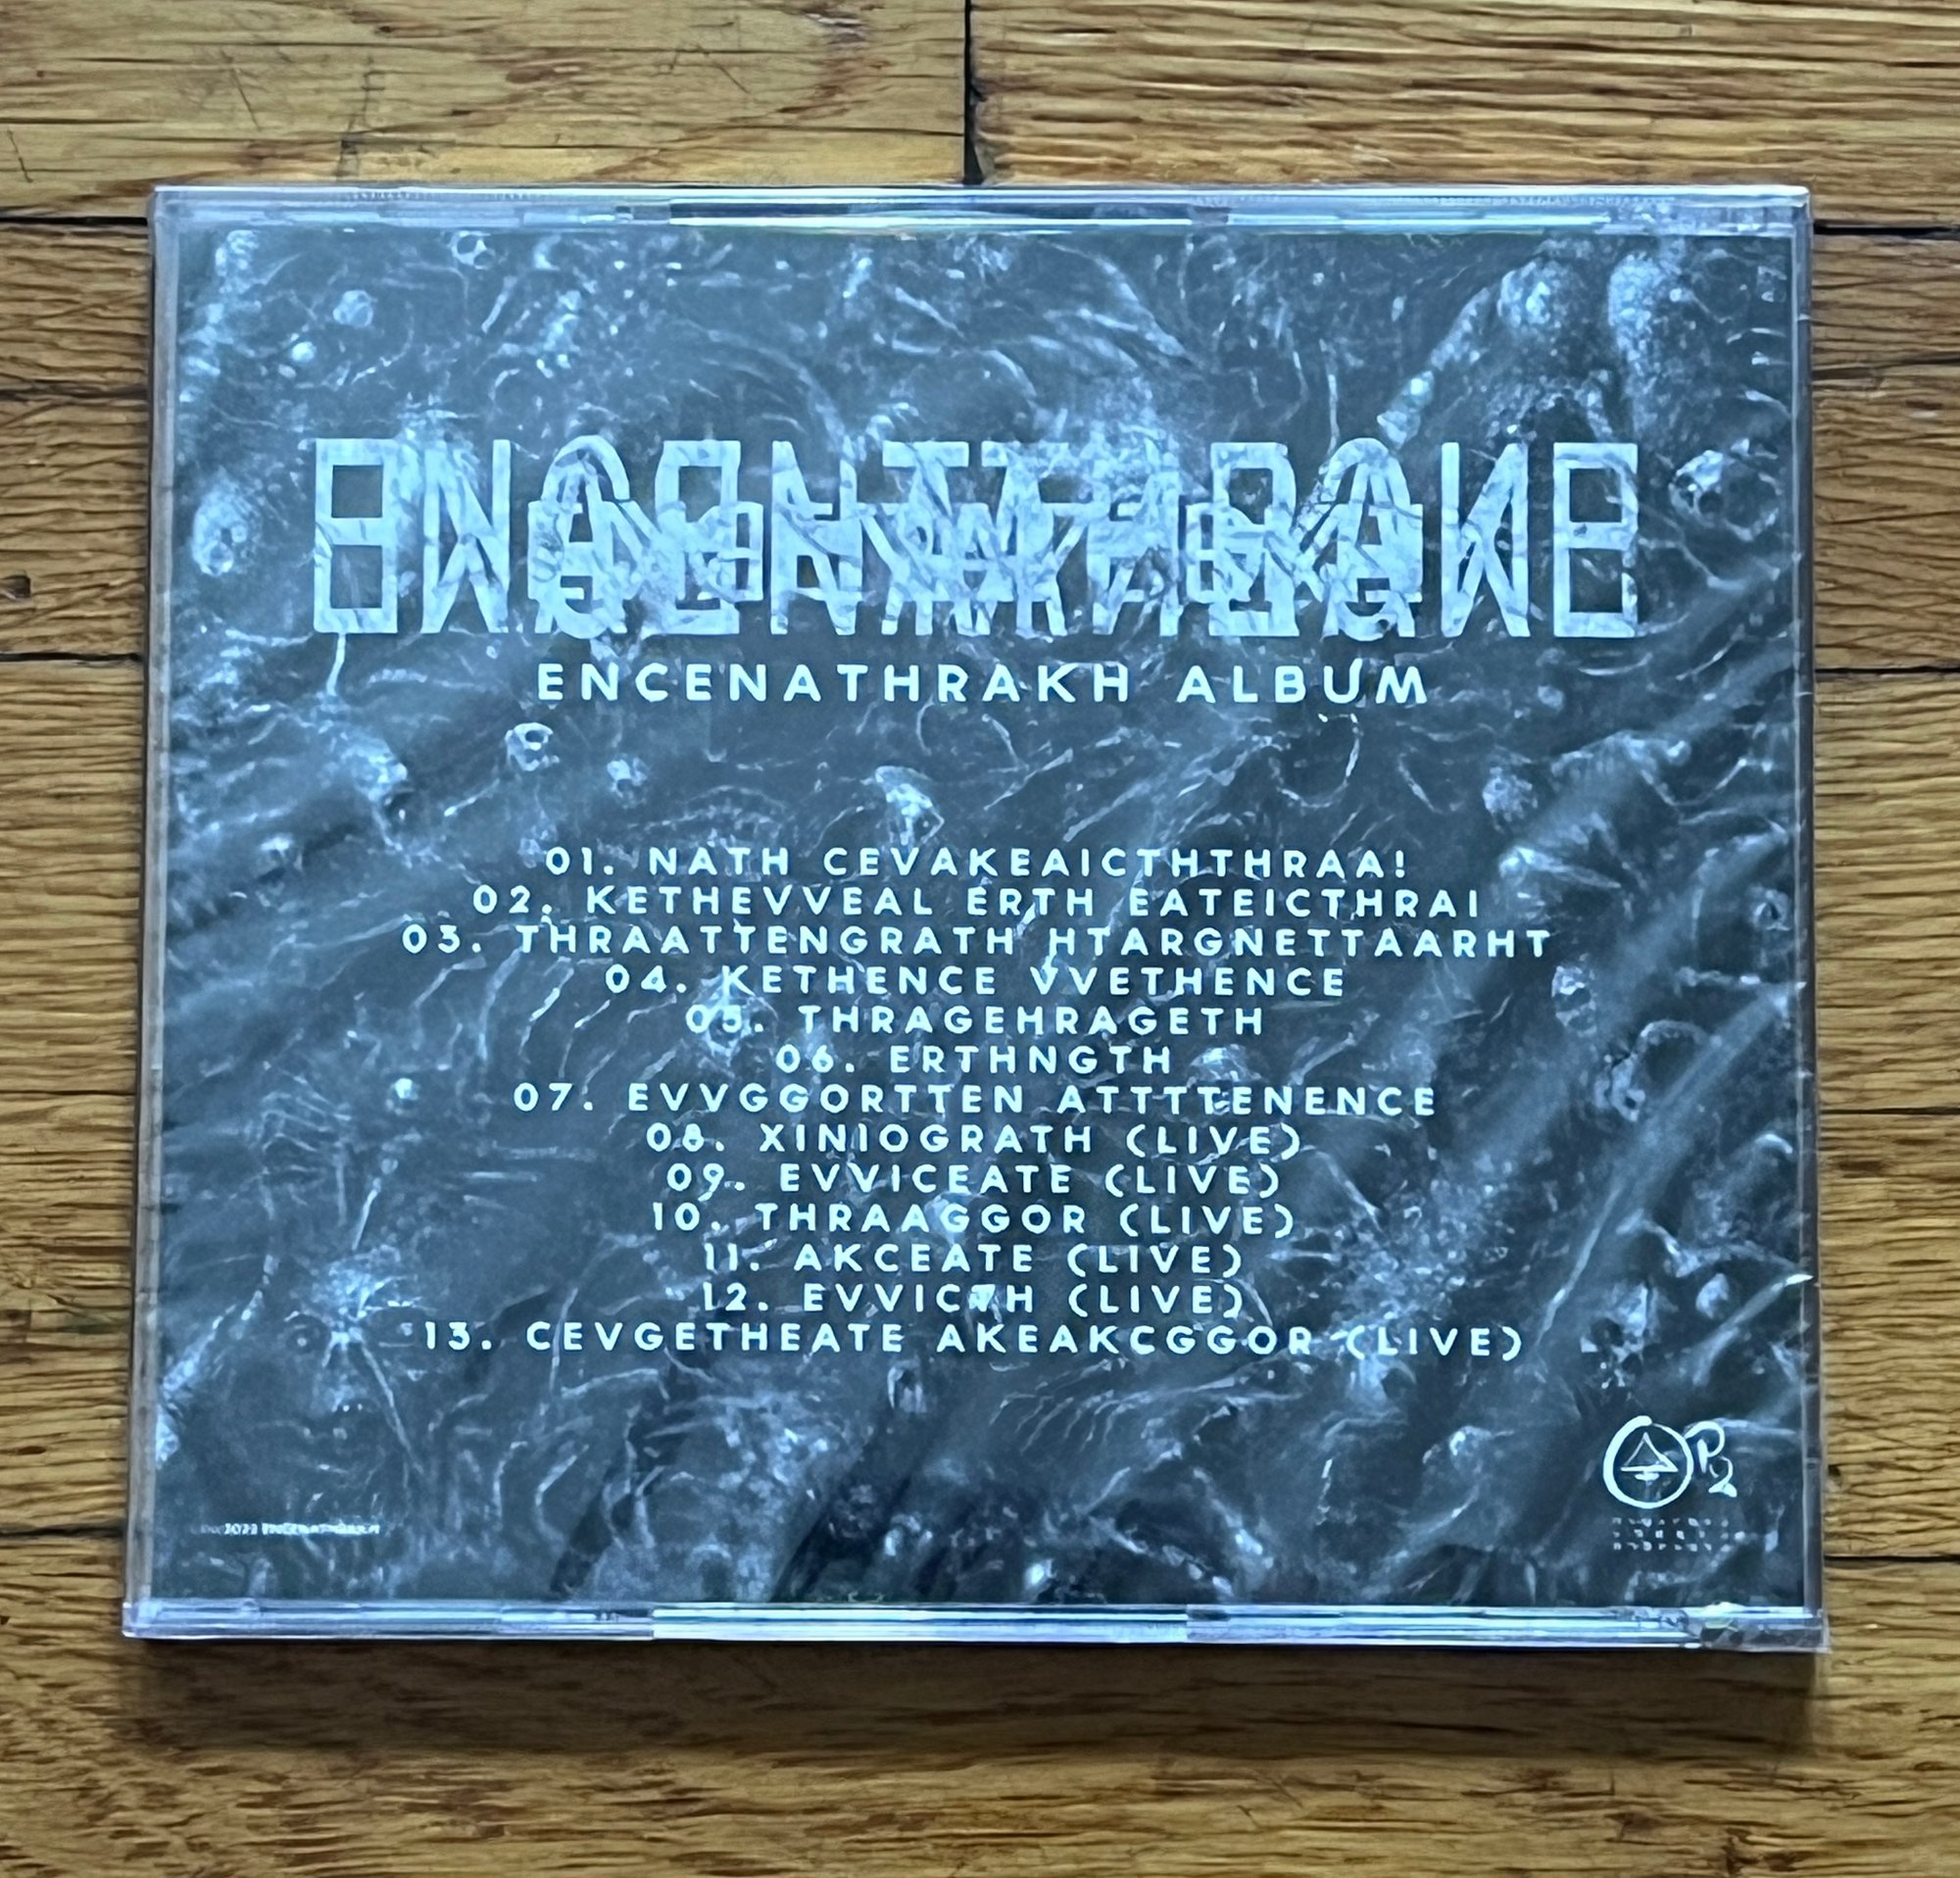 ENCENATHRAKH ALBUM
01. NATH CEVAKEAICTHTHRAA!
02. KETHEVVEAL ERTH EATEICTHRAI
03. THRAATTENGRATH HTARGNETTAARHT
04. KETHENCE VVETHENCE
05. THRAGEHRAGETH
06. ERTHNGTH
07. EVVGGORTTEN ATTTTENENCE
08. XINIOGRATH (LIVE)
09. EVVICEATE (LIVE)
10. THRAAGGOR (LIVE)
11. AKCEATE (LIVE)
12. EVVICTH (LIVE)
13. CEVGETHEATE AKEAKCGGOR (LIVE)
P2